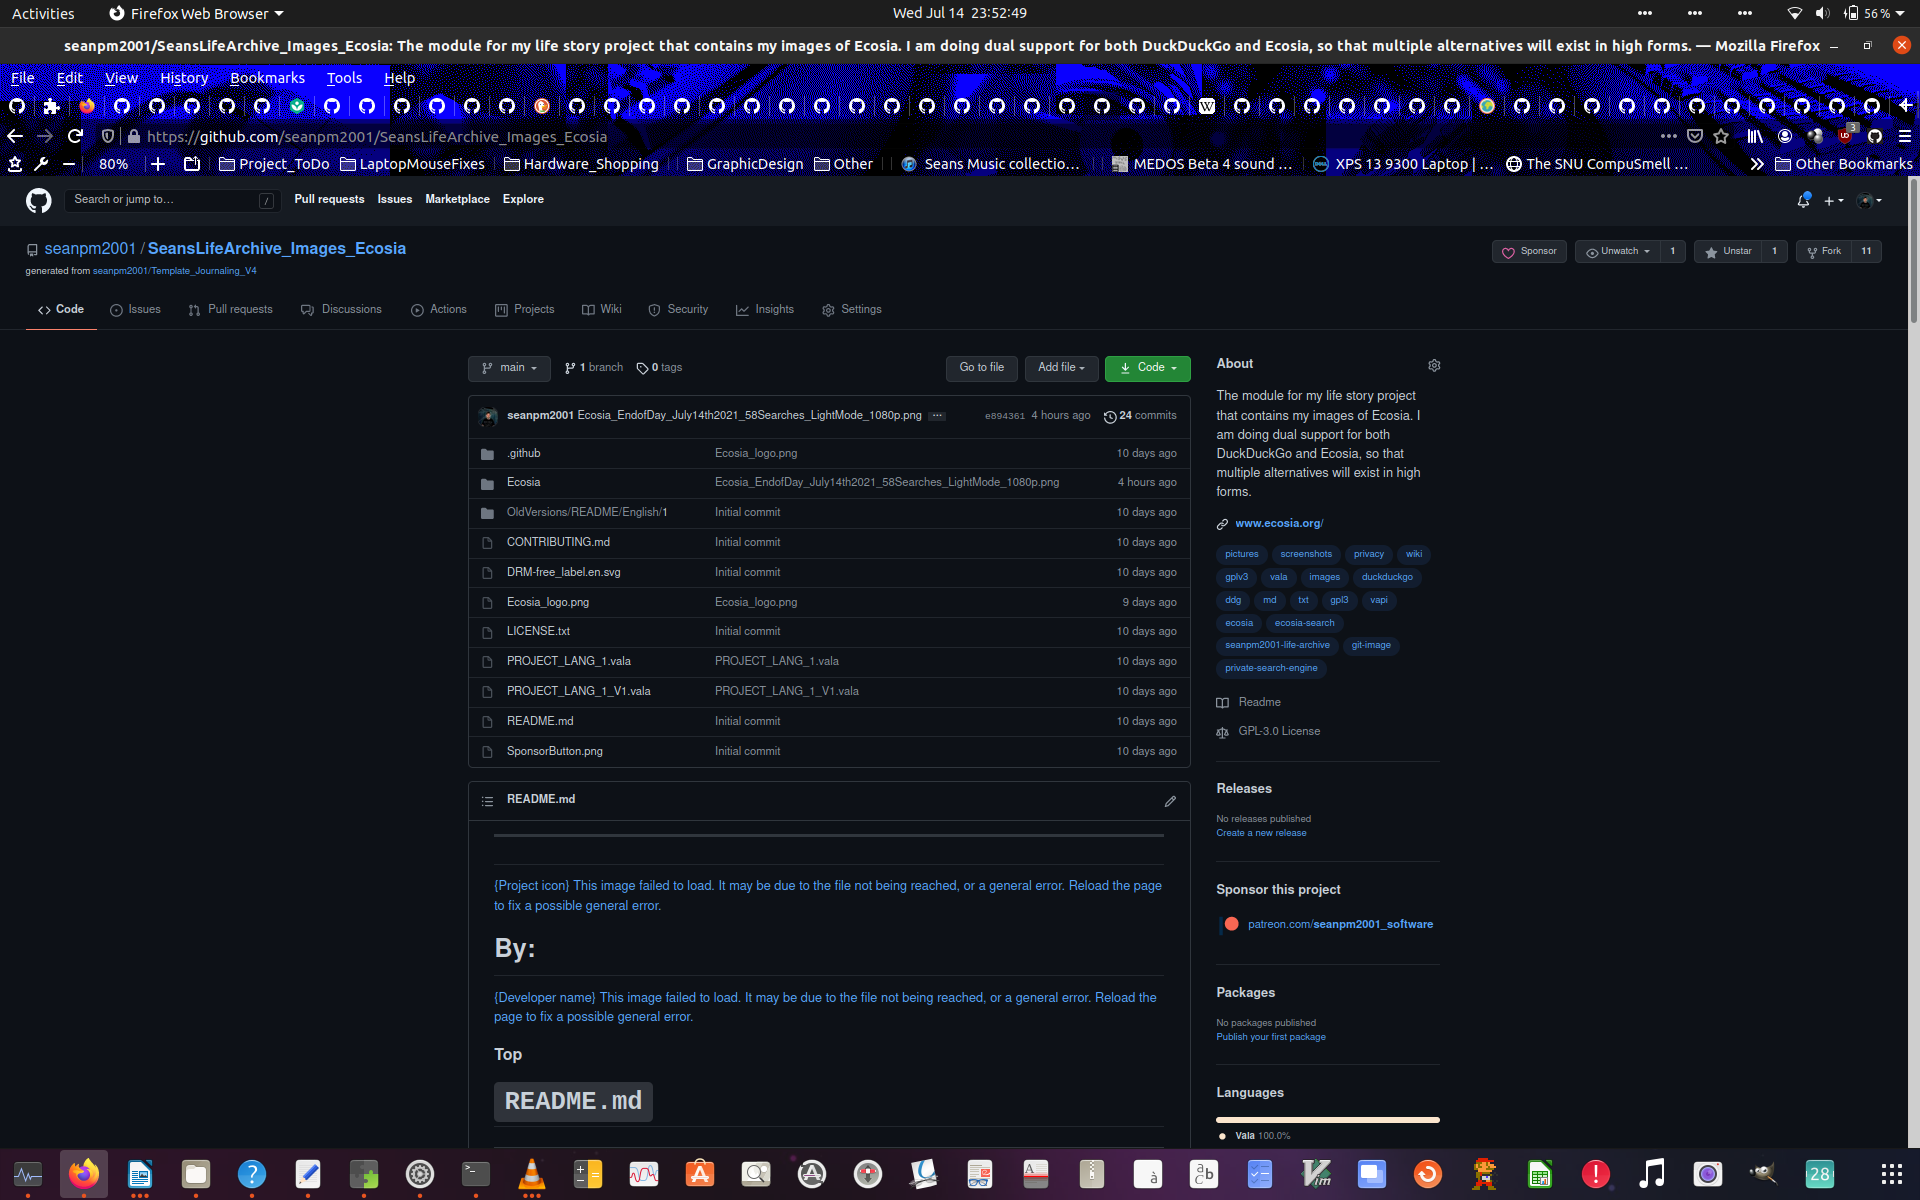 Activities Firefox Web Browser Wed Jul 14 23:52:49 56 %
seanpm2001/SeansLifeArchive_Images_Ecosia: The module for my life story project that contains my images of Ecosia. I am doing dual support for both DuckDuckGo and Ecosia, so that multiple alternatives will exist in high forms. — Mozilla Firefox
File Edit View History Bookmarks Tools Help
https://github.com/seanpm2001/SeansLifeArchive_Images_Ecosia 3
80% Project_ToDo LaptopMouseFixes Hardware_Shopping GraphicDesign Other Seans Music collectio… MEDOS Beta 4 sound … XPS 13 9300 Laptop | … The SNU CompuSmell … Other Bookmarks
Search or jump to… / Pull requests Issues Marketplace Explore
seanpm2001 / SeansLifeArchive_Images_Ecosia Sponsor Unwatch 1 Unstar 1 Fork 11
generated from seanpm2001/Template_Journaling_V4
Code Issues Pull requests Discussions Actions Projects Wiki Security Insights Settings
main 1 branch 0 tags Go to file Add file Code
seanpm2001 Ecosia_EndofDay_July14th2021_58Searches_LightMode_1080p.png ... e894361 4 hours ago 24 commits
.github Ecosia_logo.png 10 days ago
Ecosia Ecosia_EndofDay_July14th2021_58Searches_LightMode_1080p.png 4 hours ago
OldVersions/README/English/1 Initial commit 10 days ago
CONTRIBUTING.md Initial commit 10 days ago
DRM-free_label.en.svg Initial commit 10 days ago
Ecosia_logo.png Ecosia_logo.png 9 days ago
LICENSE.txt Initial commit 10 days ago
PROJECT_LANG_1.vala PROJECT_LANG_1.vala 10 days ago
PROJECT_LANG_1_V1.vala PROJECT_LANG_1_V1.vala 10 days ago
README.md Initial commit 10 days ago
SponsorButton.png Initial commit 10 days ago
README.md
{Project icon} This image failed to load. It may be due to the file not being reached, or a general error. Reload the page
to fix a possible general error.
By:
{Developer name} This image failed to load. It may be due to the file not being reached, or a general error. Reload the
page to fix a possible general error.
Top
README.md
About
The module for my life story project
that contains my images of Ecosia. I
am doing dual support for both
DuckDuckGo and Ecosia, so that
multiple alternatives will exist in high
forms.
www.ecosia.org/
pictures screenshots privacy wiki
gplv3 vala images duckduckgo
ddg md txt gpl3 vapi
ecosia ecosia-search
seanpm2001-life-archive git-image
private-search-engine
Readme
GPL-3.0 License
Releases
No releases published
Create a new release
Sponsor this project
patreon.com/seanpm2001_software
Packages
No packages published
Publish your first package
Languages
Vala 100.0%
28